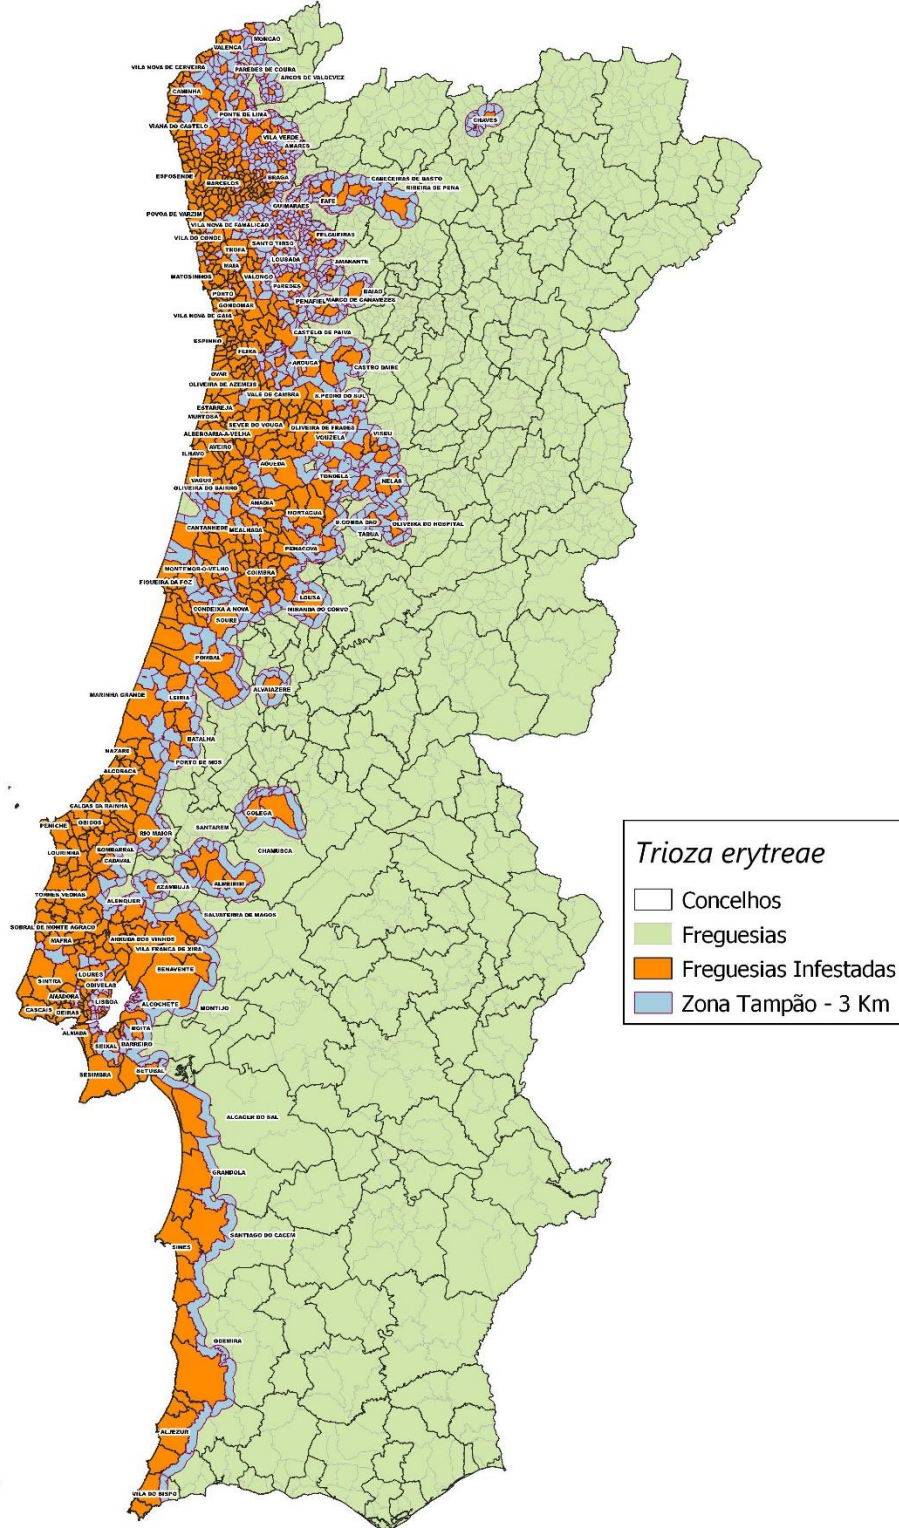 MONÇAO
VALENÇA
VILA NOVA DE CERVEIRA
PAREDES DE COURA
ARCOS DE VALDEVEZ
CAMINHA
PONTE DE LIMA
CHAVES
VIANA DO CASTELO
VILA VERDE
AMARES
ESPOSENDE
BRAGA
CABECEIRAS DE BASTO
BARCELOS
RIBEIRA DE PENA
FAFE
GUIMARAES
POVOA DE VARZIM
VILA NOVA DE FAMALICAO
VILA DO CONDE
FELGUEIRAS
SANTO TIRSO
TROFA
LOUSADA
AMARANTE
MAIA
MATOSINHOS
VALONGO
PAREDES
BAIAO
PORTO
PENAFIEL
MARCO DE CANAVEZES
GONDOMAR
VILA NOVA DE GAIA
CASTELO DE PAIVA
ESPINHO
FEIRA
AROUCA
CASTRO DAIRE
OVAR
OLIVEIRA DE AZEMEIS
VALE DE CAMBRA
S.PEDRO DO SUL
ESTARREJA
MURTOSA
SEVER DO VOUGA
OLIVEIRA DE FRADES
ALBERGARIA-A-VELHA
VOUZELA
VISEU
AVEIRO
ILHAVO
AGUEDA
TONDELA
NELAS
VAGOS
OLIVEIRA DO BAIRRO
ANADIA
MORTAGUA
S.COMBA DAO
OLIVEIRA DO HOSPITAL
CANTANHEDE
MEALHADA
TABUA
PENACOVA
MONTEMOR-O-VELHO
COIMBRA
FIGUEIRA DA FOZ
LOUSA
CONDEIXA A NOVA
MIRANDA DO CORVO
SOURE
POMBAL
ALVAIAZERE
MARINHA GRANDE
LEIRIA
BATALHA
NAZARE
PORTO DE MOS
ALCOBACA
CALDAS DA RAINHA
GOLEGA
PENICHE
OBIDOS
SANTAREM
RIO MAIOR
LOURINHA
BOMBARRAL
CHAMUSCA
CADAVAL
AZAMBUJA
ALMEIRIM
TORRES VEDRAS
ALENQUER
SALVATERRA DE MAGOS
SOBRAL DE MONTE AGRACO
MAFRA
ARRUDA DOS VINHOS
VILA FRANCA DE XIRA
BENAVENTE
LOURES
SINTRA
ODIVELAS
AMADORA
LISBOA
ALCOCHETE
MONTIJO
CASCAIS
OEIRAS
ALMADA
MOITA
SEIXAL
BARREIRO
SETUBAL
SESIMBRA
ALCACER DO SAL
GRANDOLA
SANTIAGO DO CACEM
SINES
ODEMIRA
ALJEZUR
VILA DO BISPO
Trioza erytreae
Concelhos
Freguesias
Freguesias Infestadas
Zona Tampão - 3 Km